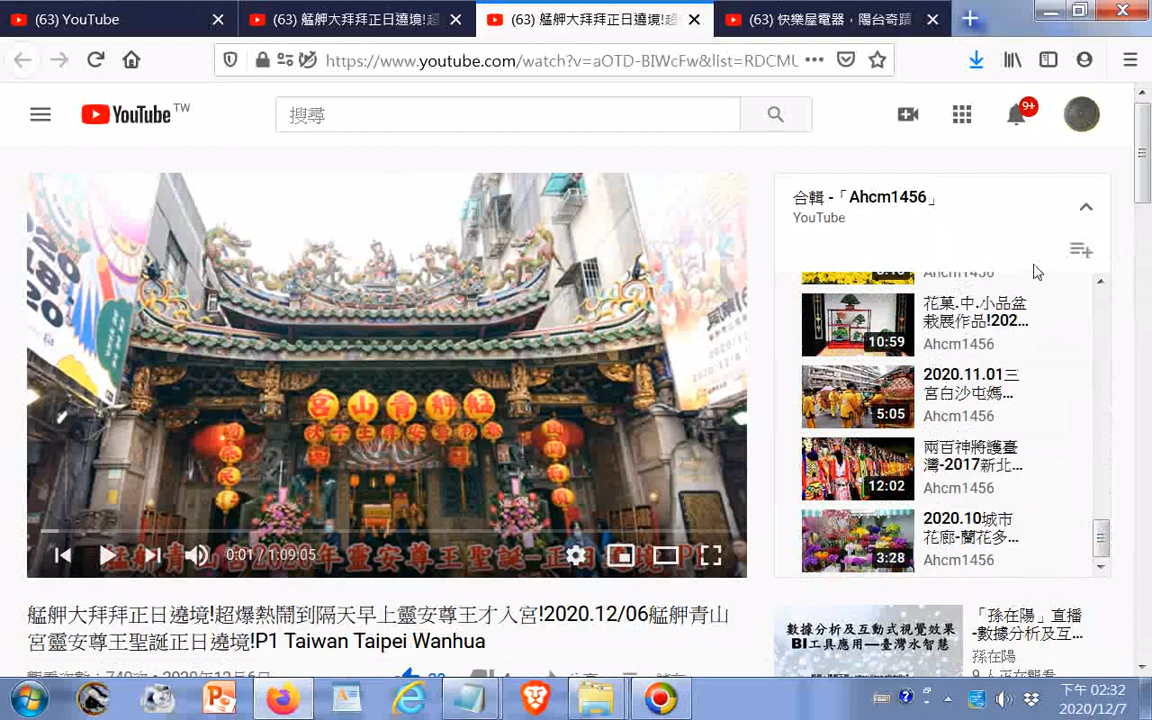 (63) YouTube
(63) 艋舺大拜拜正日遶境!超
(63) 艋舺大拜拜正日遶境!超
(63) 快樂屋電器，陽台奇蹟
https://www.youtube.com/watch?v=aOTD-BIWcFw&list=RDCMU
YouTube TW
搜尋
9+
合輯 -「Ahcm1456」
YouTube
Ahcm1456
花菓.中.小品盆
栽展作品!202...
10:59
Ahcm1456
2020.11.01三
宮白沙屯媽...
5:05
Ahcm1456
兩百神將護臺
灣-2017新北...
12:02
Ahcm1456
2020.10城市
花廊-蘭花多...
3:28
Ahcm1456
宮山青舺艋
0:01 / 1:09:05
艋舺大拜拜正日遶境!超爆熱鬧到隔天早上靈安尊王才入宮!2020.12/06艋舺青山
宮靈安尊王聖誕正日遶境!P1 Taiwan Taipei Wanhua
數據分析及互動式視覺效果
BI工具應用—臺灣水智慧
「孫在陽」直播
-數據分析及互...
孫在陽
下午 02:32
2020/12/7